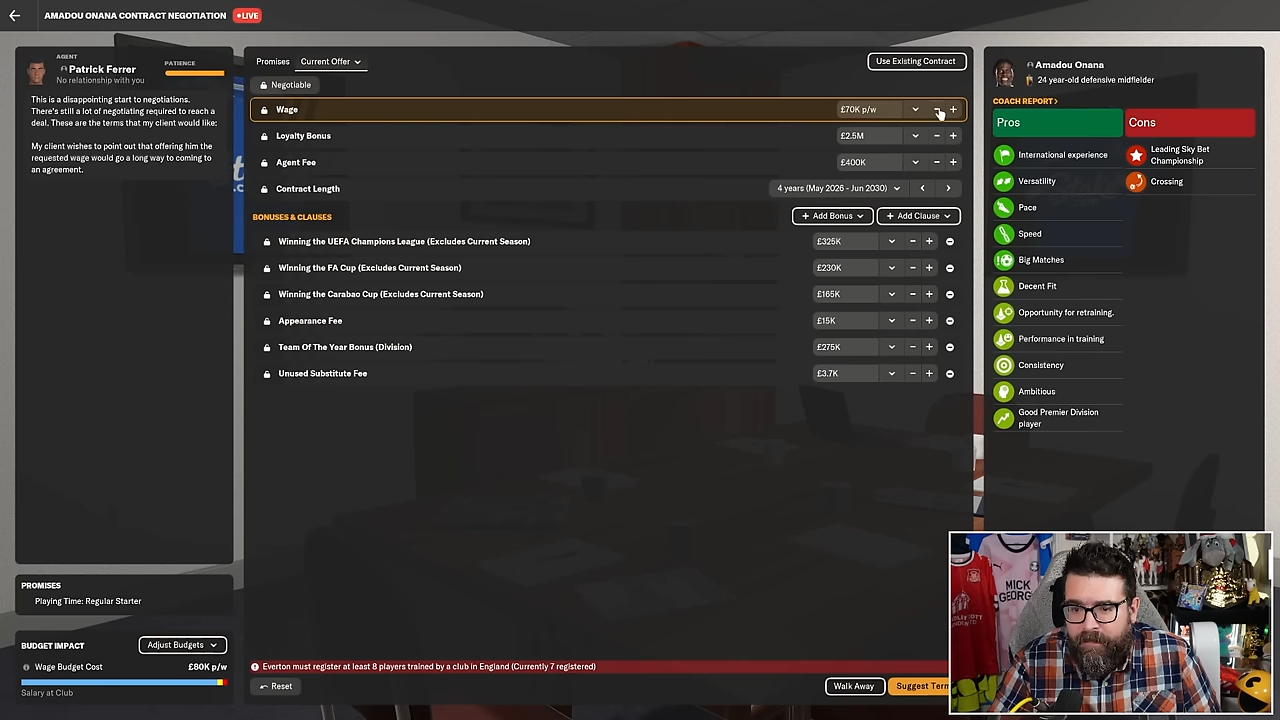 AMADOU ONANA CONTRACT NEGOTIATION
LIVE
AGENT
Patrick Ferrer
No relationship with you
PATIENCE
This is a disappointing start to negotiations.
There's still a lot of negotiating required to reach a
deal. These are the terms that my client would like:
My client wishes to point out that offering him the
requested wage would go a long way to coming to
an agreement.
PROMISES
Playing Time: Regular Starter
BUDGET IMPACT
Adjust Budgets
Wage Budget Cost
£80K p/w
Salary at Club
Promises
Current Offer
Use Existing Contract
Negotiable
Wage
£70K p/w
Loyalty Bonus
£2.5M
Agent Fee
£400K
Contract Length
4 years (May 2026 - Jun 2030)
BONUSES & CLAUSES
+ Add Bonus
+ Add Clause
Winning the UEFA Champions League (Excludes Current Season)
£325K
Winning the FA Cup (Excludes Current Season)
£230K
Winning the Carabao Cup (Excludes Current Season)
£165K
Appearance Fee
£15K
Team Of The Year Bonus (Division)
£275K
Unused Substitute Fee
£3.7K
Everton must register at least 8 players trained by a club in England (Currently 7 registered)
Reset
Walk Away
Suggest Term
Amadou Onana
24 year-old defensive midfielder
COACH REPORT >
Pros
International experience
Versatility
Pace
Speed
Big Matches
Decent Fit
Opportunity for retraining.
Performance in training
Consistency
Ambitious
Good Premier Division
player
Cons
Leading Sky Bet
Championship
Crossing
MICK
GEORGE